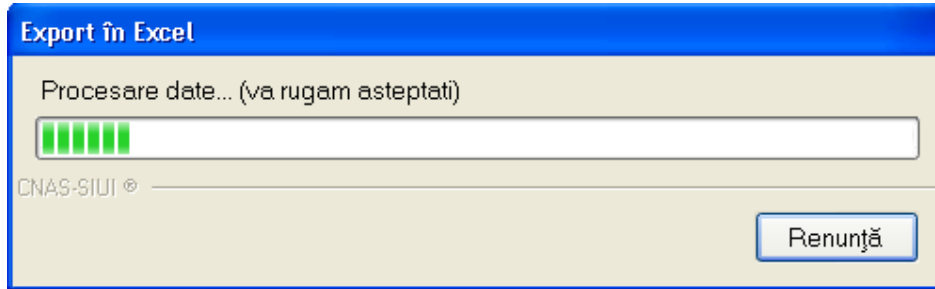 Export în Excel
Procesare date... (va rugam asteptati)
CNAS-SIUI ®
Renunţă